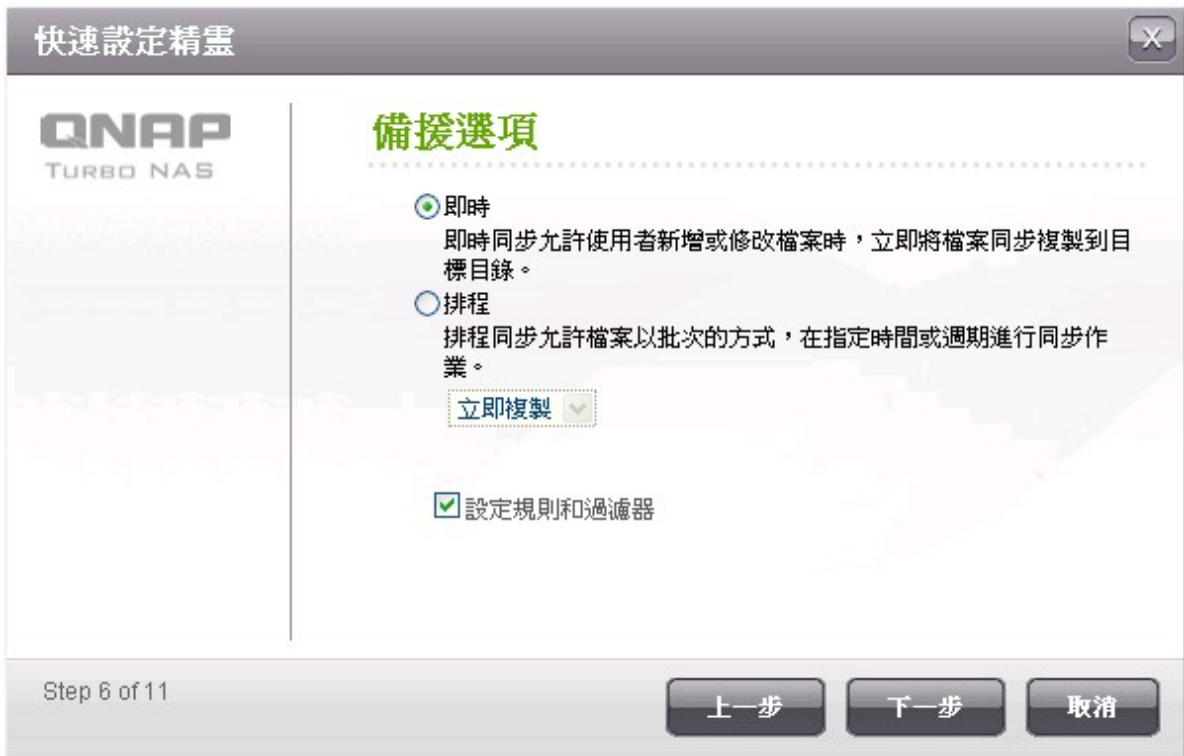 快速設定精靈
X
QNAP
TURBO NAS
備援選項
即時
即時同步允許使用者新增或修改檔案時，立即將檔案同步複製到目
標目錄。
排程
排程同步允許檔案以批次的方式，在指定時間或週期進行同步作
業。
立即複製
設定規則和過濾器
Step 6 of 11
上一步
下一步
取消